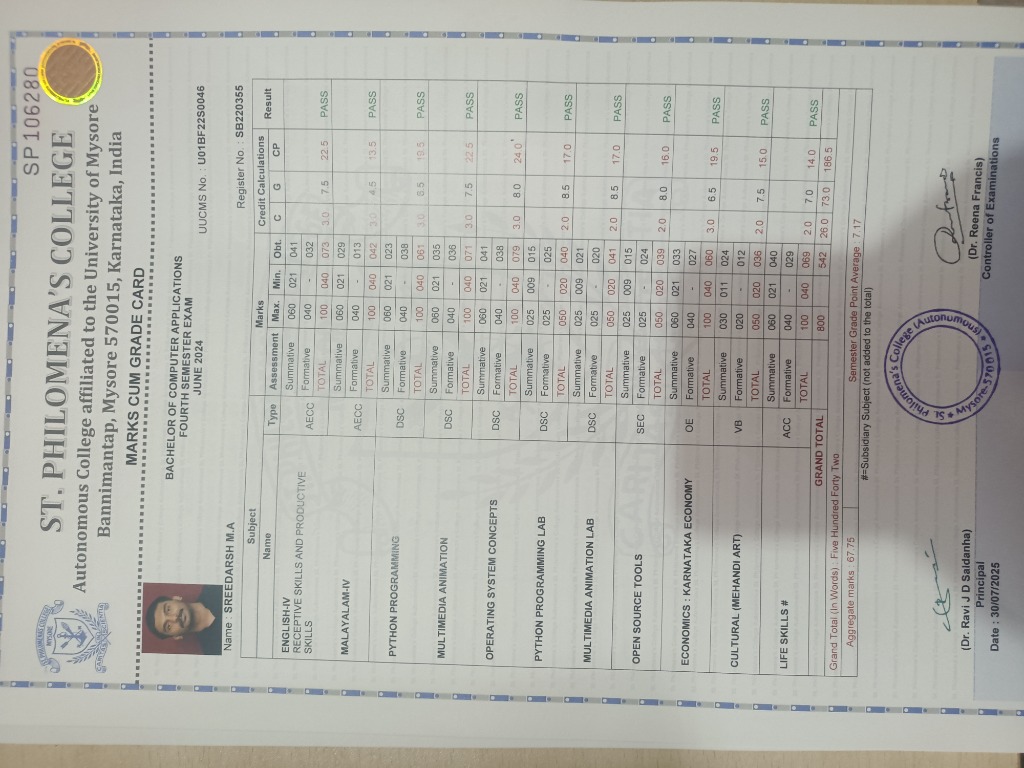 SP106280
ST. PHILOMENA'S COLLEGE
Autonomous College affiliated to the University of Mysore
Bannimantap, Mysore 570015, Karnataka, India
MARKS CUM GRADE CARD
BACHELOR OF COMPUTER APPLICATIONS
FOURTH SEMESTER EXAM
JUNE 2024
UUCMS No. : U01BF22S0046
Name : SREEDARSH M.A
Register No. : SB220355
Subject Marks Credit Calculations Result
Name Type Assessment Max. Min. Obt. C G CP
ENGLISH-IV Summative 060 021 041
RECEPTIVE SKILLS AND PRODUCTIVE AECC Formative 040 - 032
SKILLS TOTAL 100 040 073 3.0 7.5 22.5 PASS
Summative 060 021 029
MALAYALAM-IV AECC Formative 040 - 013
TOTAL 100 040 042 3.0 4.5 13.5 PASS
Summative 060 021 023
PYTHON PROGRAMMING DSC Formative 040 - 038
TOTAL 100 040 061 3.0 6.5 19.5 PASS
Summative 060 021 035
MULTIMEDIA ANIMATION DSC Formative 040 - 036
TOTAL 100 040 071 3.0 7.5 22.5 PASS
Summative 060 021 041
OPERATING SYSTEM CONCEPTS DSC Formative 040 - 038
TOTAL 100 040 079 3.0 8.0 24.0 PASS
Summative 025 009 015
PYTHON PROGRAMMING LAB DSC Formative 025 - 025
TOTAL 050 020 040 2.0 8.5 17.0 PASS
Summative 025 009 021
MULTIMEDIA ANIMATION LAB DSC Formative 025 - 020
TOTAL 050 020 041 2.0 8.5 17.0 PASS
Summative 025 009 015
OPEN SOURCE TOOLS SEC Formative 025 - 024
TOTAL 050 020 039 2.0 8.0 16.0 PASS
Summative 060 021 033
ECONOMICS : KARNATAKA ECONOMY OE Formative 040 - 027
TOTAL 100 040 060 3.0 6.5 19.5 PASS
Summative 030 011 024
CULTURAL (MEHANDI ART) VB Formative 020 - 012
TOTAL 050 020 036 2.0 7.5 15.0 PASS
Summative 060 021 040
LIFE SKILLS # ACC Formative 040 - 029
TOTAL 100 040 069 2.0 7.0 14.0 PASS
GRAND TOTAL 800 542 26.0 73.0 186.5
Grand Total (In Words) : Five Hundred Forty Two
Aggregate marks : 67.75 Semester Grade Point Average : 7.17
#=Subsidiary Subject (not added to the total)
St. Philomena's College (Autonomous) * Mysore-570015 *
(Dr. Ravi J D Saldanha) (Dr. Reena Francis)
Principal Controller of Examinations
Date : 30/07/2025